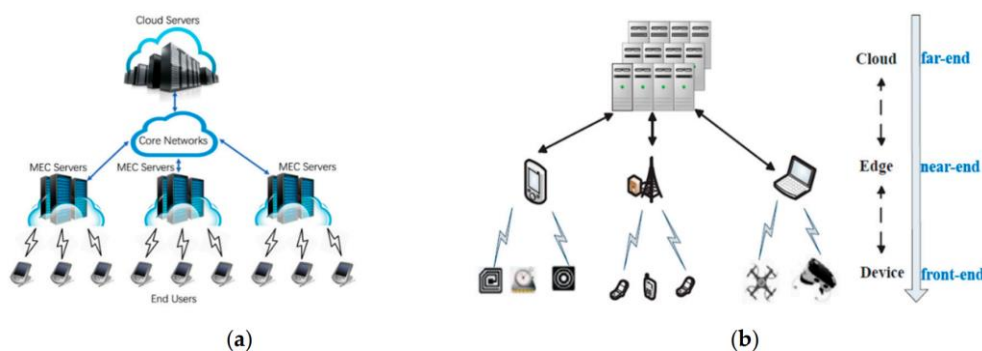 Cloud Servers
Core Networks
MEC Servers
MEC Servers
MEC Servers
End Users
(a)
Cloud
far-end
Edge
near-end
Device
front-end
(b)